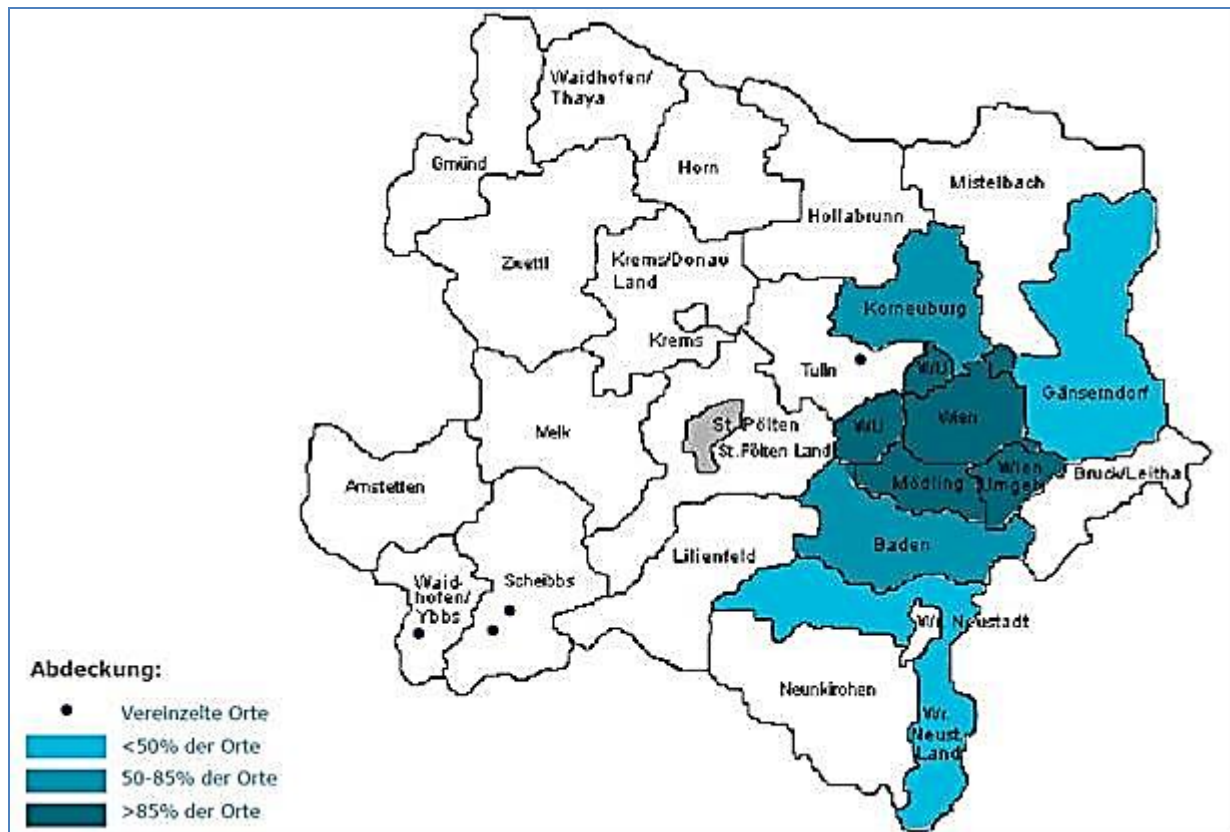 Waidhofen/
Thaya
Gmünd
Horn
Mistelbach
Hollabrunn
Zwettl
Krems/Donau
Land
Korneuburg
Krems
Tulln
WU
S
Gänserndorf
St. Pölten
WU
Wien
Melk
St. Pölten Land
Wien
Umgeb
Bruck/Leitha
Amstetten
Mödling
Baden
Lilienfeld
Waid-
hofen/
Ybbs
Scheibbs
Wr. Neustadt
Neunkirchen
Wr.
Neust.
Land
Abdeckung:
Vereinzelte Orte
<50% der Orte
50-85% der Orte
>85% der Orte